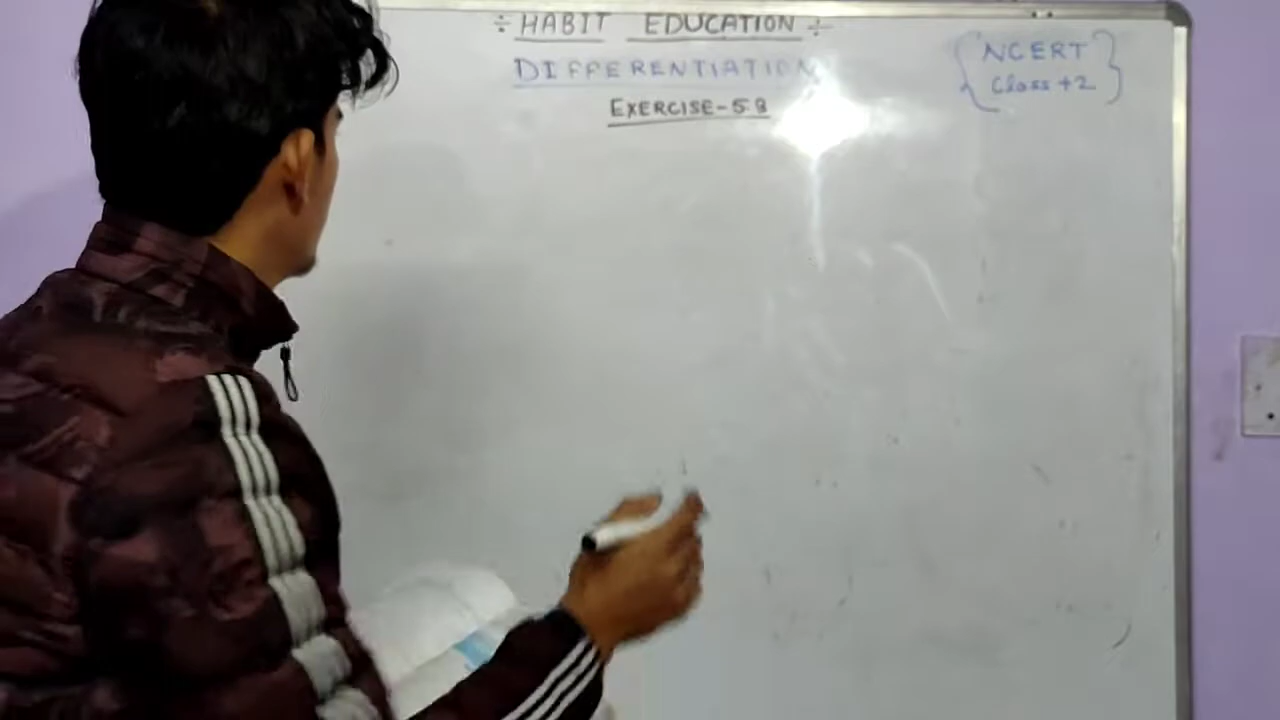 ÷ HABIT EDUCATION ÷
DIFFERENTIATION
EXERCISE-5.8
{NCERT
Class +2}